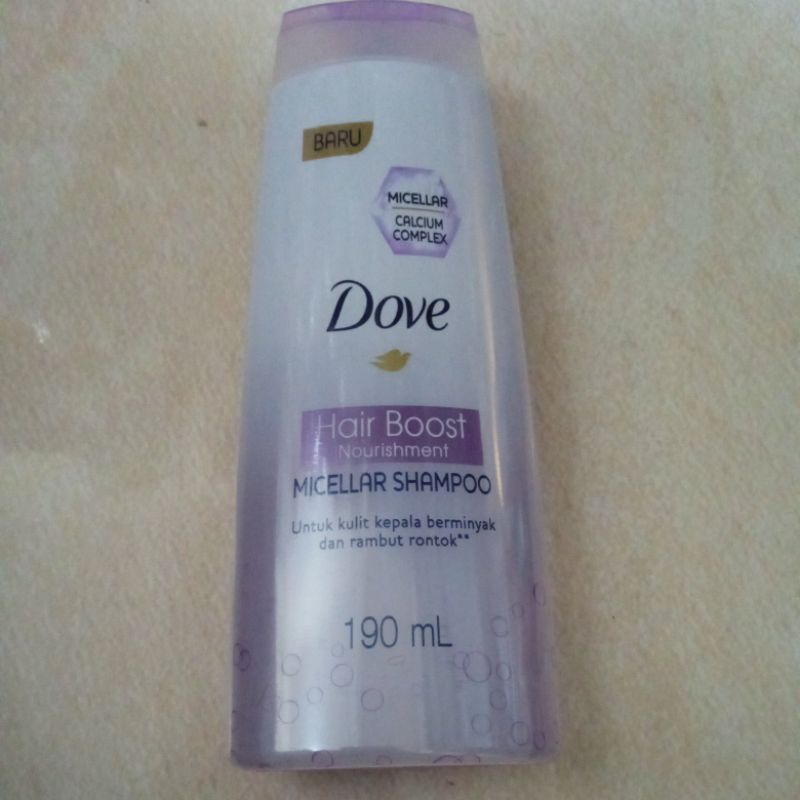 BARU
MICELLAR
CALCIUM
COMPLEX
Dove
Hair Boost
Nourishment
MICELLAR SHAMPOO
Untuk kulit kepala berminyak
dan rambut rontok**
190 mL